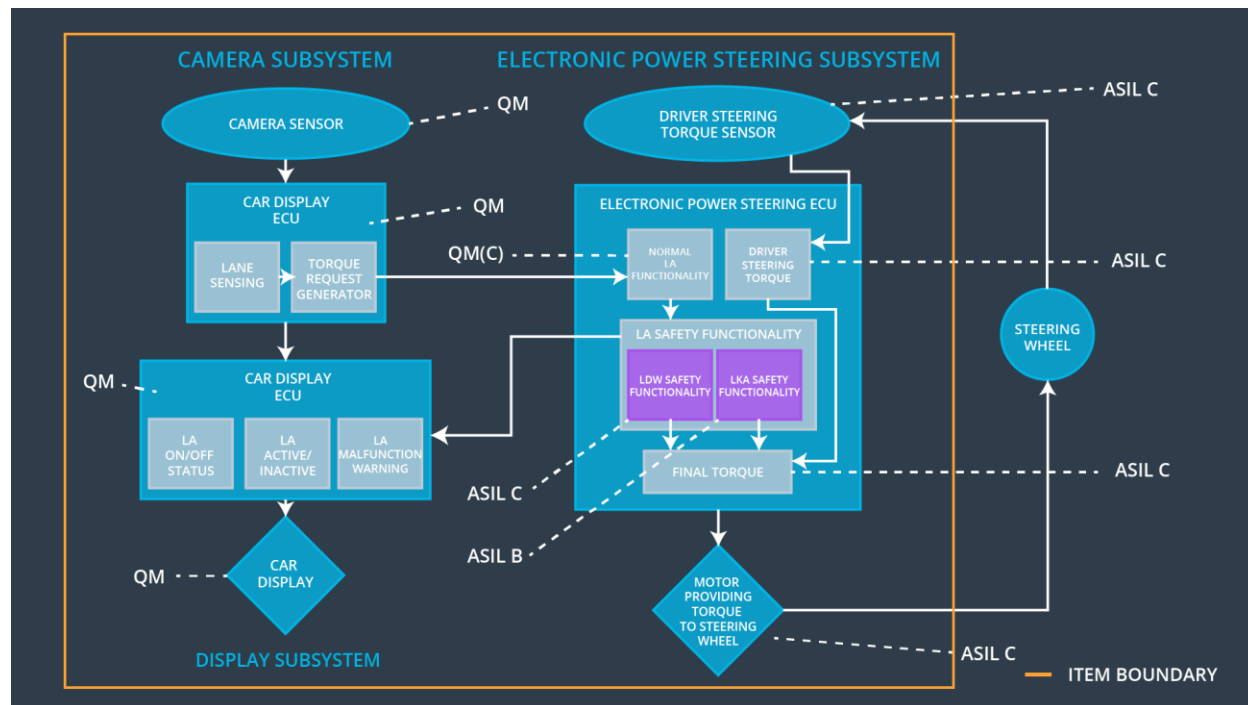 CAMERA SUBSYSTEM
ELECTRONIC POWER STEERING SUBSYSTEM
CAMERA SENSOR
QM
DRIVER STEERING
TORQUE SENSOR
ASIL C
CAR DISPLAY
ECU
QM
LANE
SENSING
TORQUE
REQUEST
GENERATOR
ELECTRONIC POWER STEERING ECU
QM(C)
NORMAL
LA
FUNCTIONALITY
DRIVER
STEERING
TORQUE
ASIL C
LA SAFETY FUNCTIONALITY
LDW SAFETY
FUNCTIONALITY
LKA SAFETY
FUNCTIONALITY
STEERING
WHEEL
QM
CAR DISPLAY
ECU
LA
ON/OFF
STATUS
LA
ACTIVE/
INACTIVE
LA
MALFUNCTION
WARNING
FINAL TORQUE
ASIL C
ASIL C
ASIL B
QM
CAR
DISPLAY
MOTOR
PROVIDING
TORQUE
TO STEERING
WHEEL
ASIL C
DISPLAY SUBSYSTEM
ITEM BOUNDARY